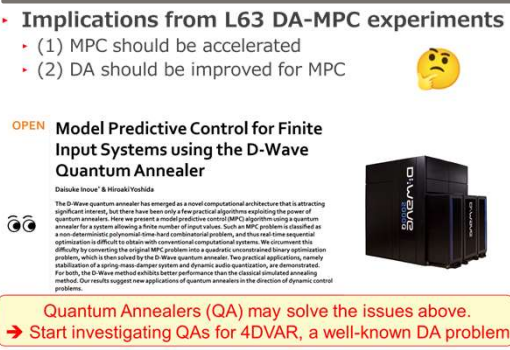 Implications from L63 DA-MPC experiments
(1) MPC should be accelerated
(2) DA should be improved for MPC
OPEN
Model Predictive Control for Finite
Input Systems using the D-Wave
Quantum Annealer
Daisuke Inoue* & Hiroaki Yoshida
The D-Wave quantum annealer has emerged as a novel computational architecture that is attracting
significant interest, but there have been only a few practical algorithms exploiting the power of
quantum annealers. Here we present a model predictive control (MPC) algorithm using a quantum
annealer for a system allowing a finite number of input values. Such an MPC problem is classified as
a non-deterministic polynomial-time-hard combinatorial problem, and thus real-time sequential
optimization is difficult to obtain with conventional computational systems. We circumvent this
difficulty by converting the original MPC problem into a quadratic unconstrained binary optimization
problem, which is then solved by the D-Wave quantum annealer. Two practical applications, namely
stabilization of a spring-mass-damper system and dynamic audio quantization, are demonstrated.
For both, the D-Wave method exhibits better performance than the classical simulated annealing
method. Our results suggest new applications of quantum annealers in the direction of dynamic control
problems.
D:WAVE
2000Q
Quantum Annealers (QA) may solve the issues above.
➔ Start investigating QAs for 4DVAR, a well-known DA problem